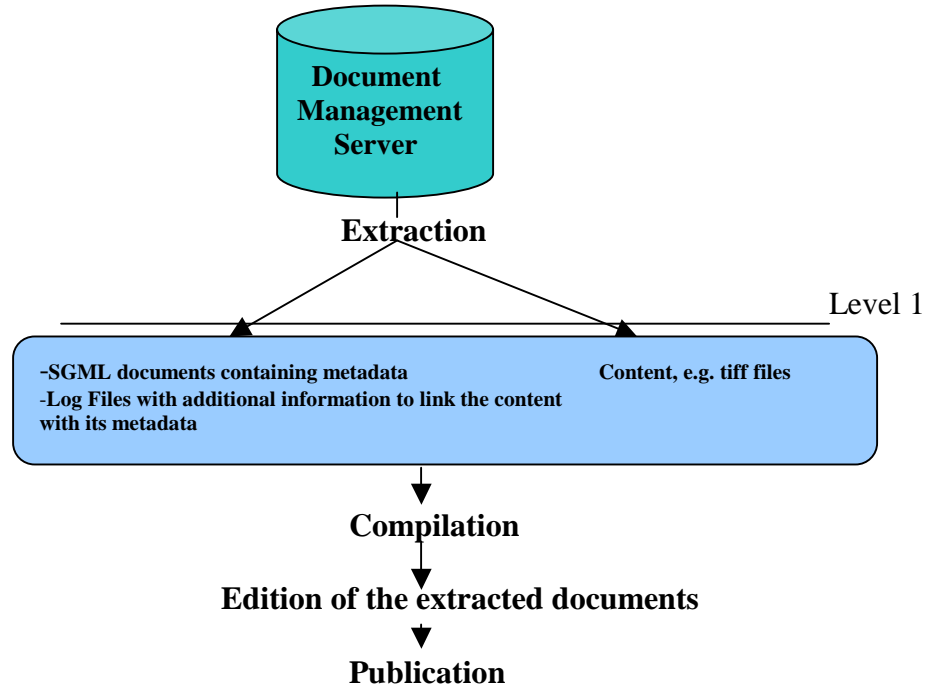 Document
Management
Server
Extraction
Level 1
-SGML documents containing metadata
Content, e.g. tiff files
-Log Files with additional information to link the content
with its metadata
Compilation
Edition of the extracted documents
Publication